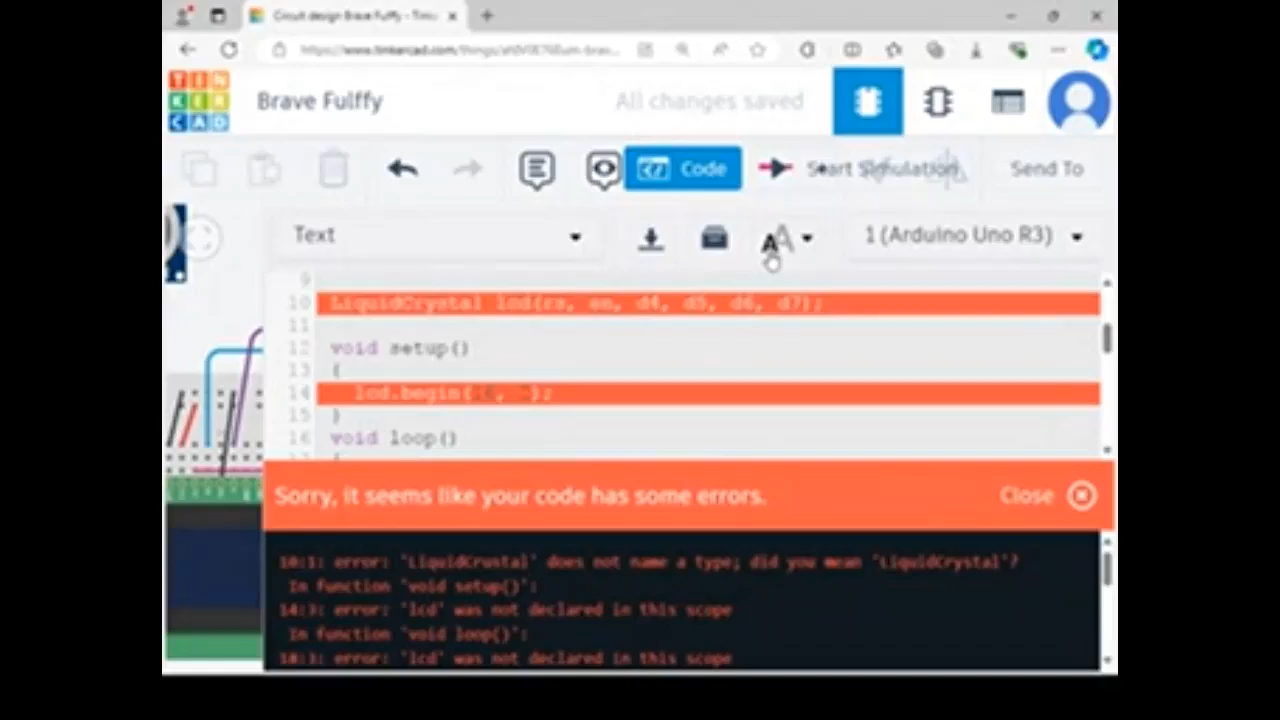 Circuit design Brave Fulffy - Tink
https://www.tinkercad.com/things/
TINKERCAD
Brave Fulffy
All changes saved
Code
Start Simulation
Send To
Text
1 (Arduino Uno R3)
9
10 lcd(rs, en, d4, d5, d6, d7);
11
12 void setup()
13 {
14 lcd.begin(
15 }
16 void loop()
Sorry, it seems like your code has some errors.
Close
10:1: error: 'LiquidCrustal' does not name a type; did you mean 'LiquidCrystal'?
In function 'void setup()':
14:3: error: 'lcd' was not declared in this scope
In function 'void loop()':
18:3: error: 'lcd' was not declared in this scope